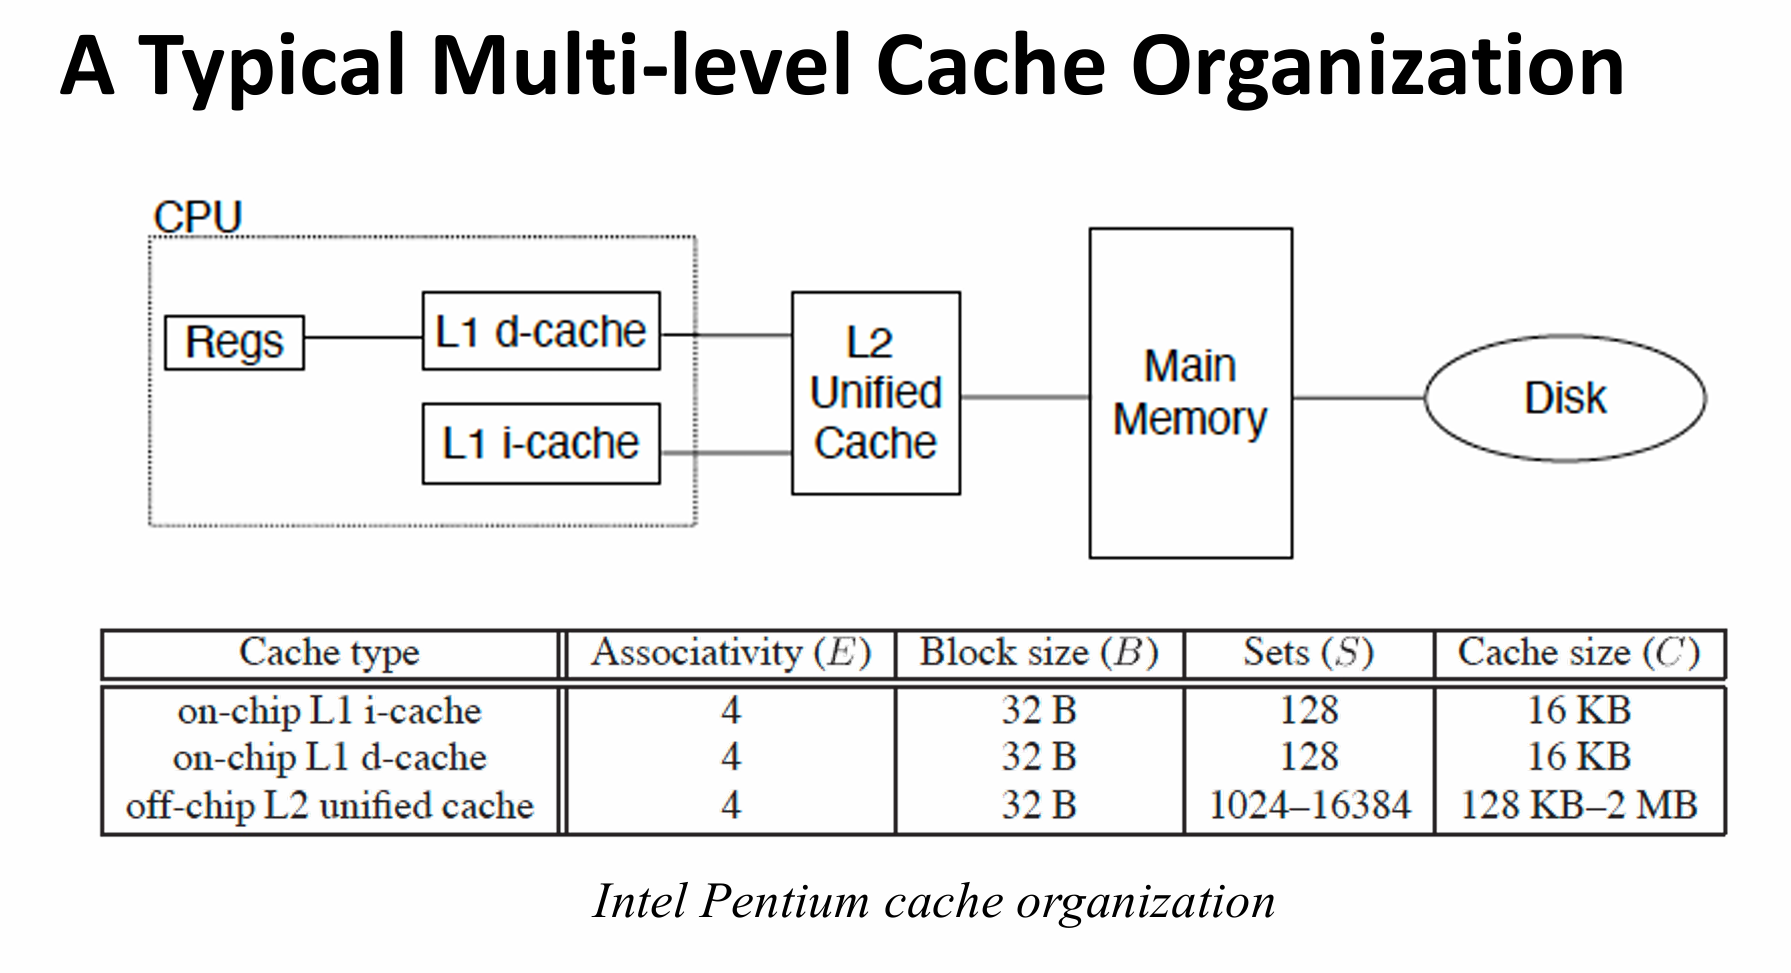 A Typical Multi-level Cache Organization
CPU
Regs
L1 d-cache
L1 i-cache
L2
Unified
Cache
Main
Memory
Disk
Cache type Associativity (E) Block size (B) Sets (S) Cache size (C)
on-chip L1 i-cache 4 32 B 128 16 KB
on-chip L1 d-cache 4 32 B 128 16 KB
off-chip L2 unified cache 4 32 B 1024–16384 128 KB–2 MB
Intel Pentium cache organization